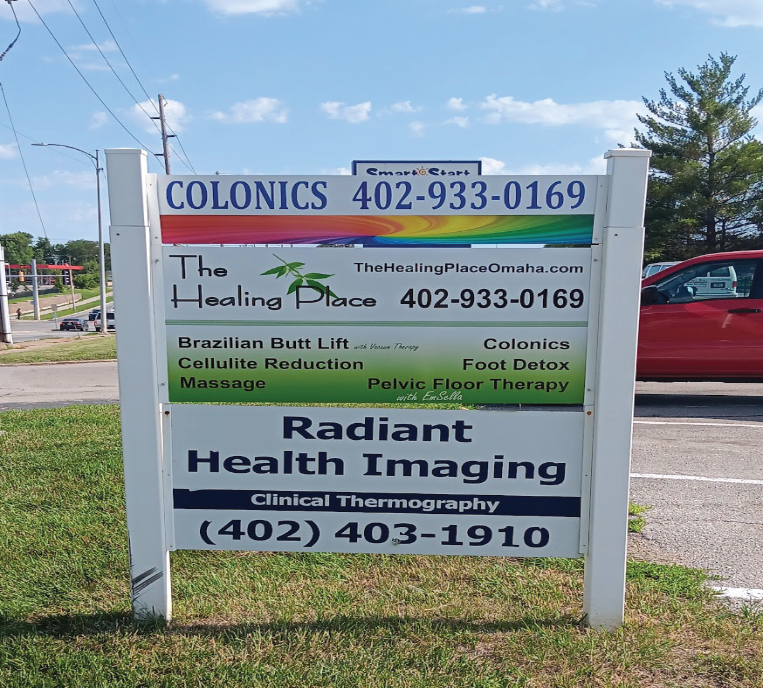 Smart Start
COLONICS 402-933-0169
The
Healing Place
TheHealingPlaceOmaha.com
402-933-0169
Brazilian Butt Lift with Vacuum Therapy
Cellulite Reduction
Massage
Colonics
Foot Detox
Pelvic Floor Therapy
with EmSella
Radiant
Health Imaging
Clinical Thermography
(402) 403-1910